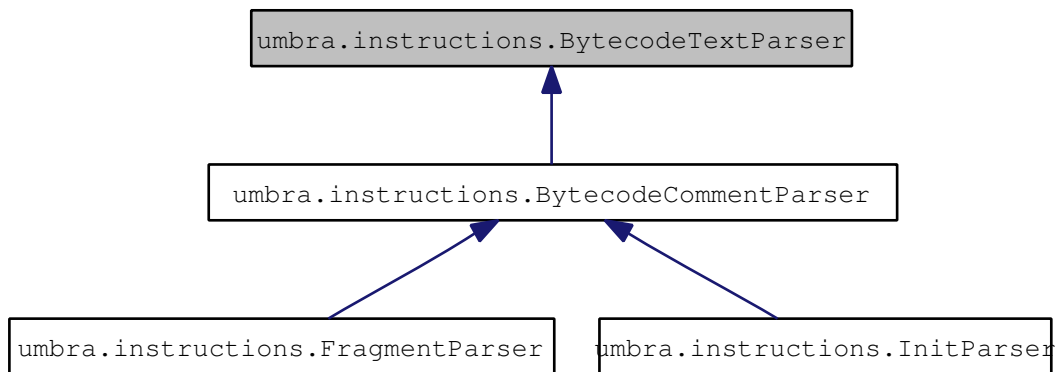 umbra.instructions.BytecodeTextParser
umbra.instructions.BytecodeCommentParser
umbra.instructions.FragmentParser
umbra.instructions.InitParser